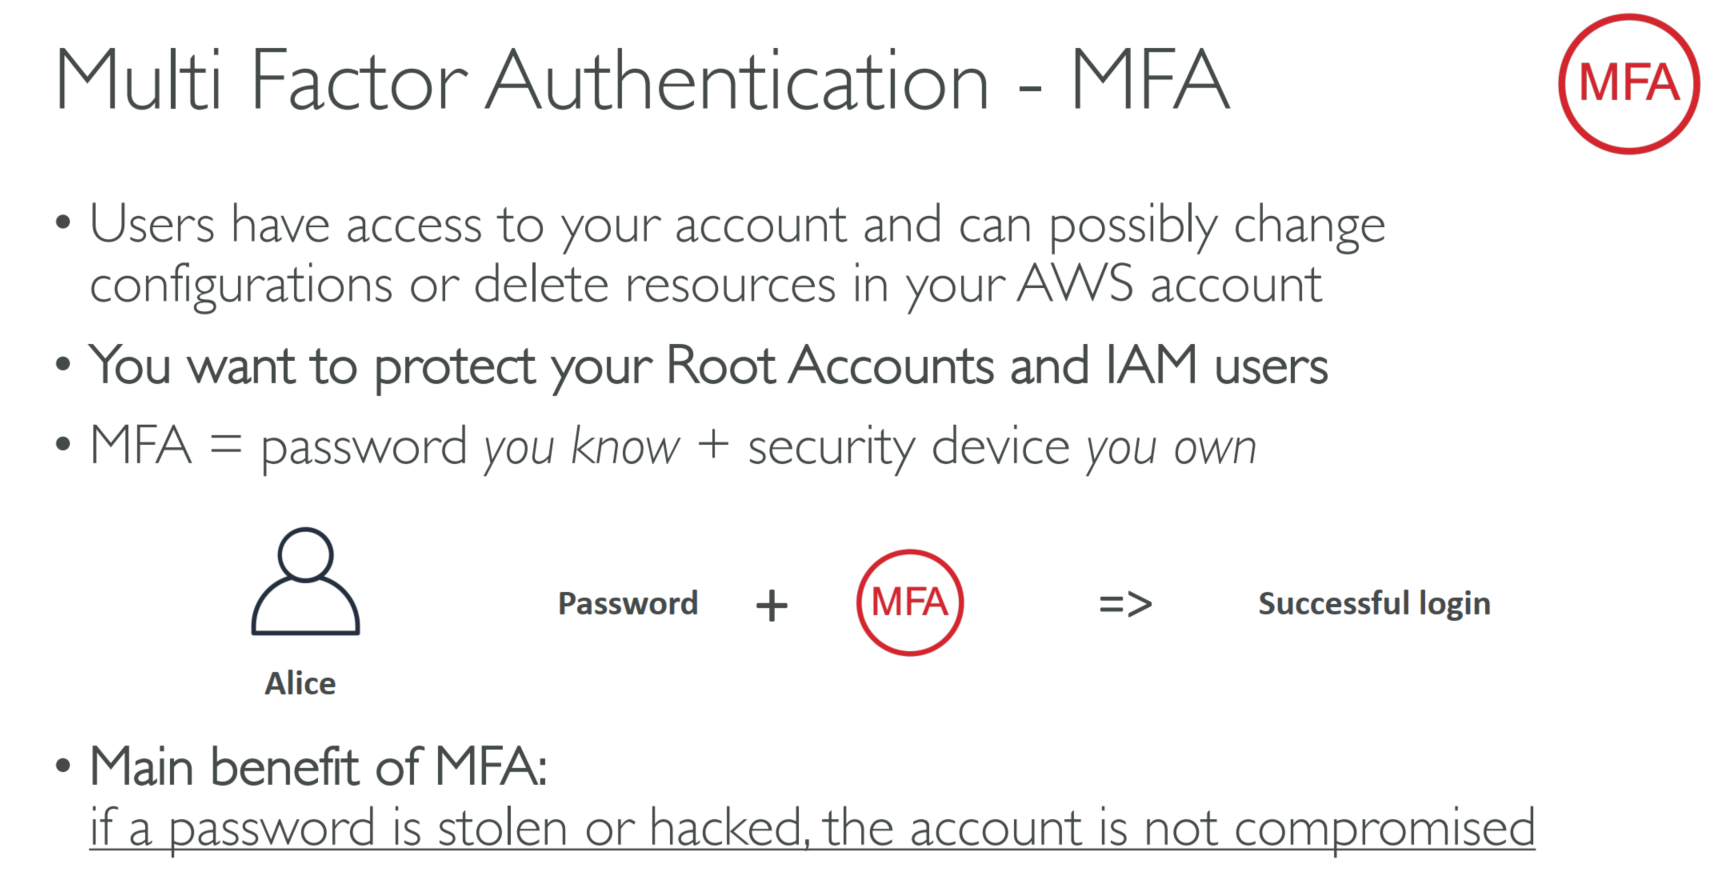 Multi Factor Authentication - MFA
MFA
• Users have access to your account and can possibly change
configurations or delete resources in your AWS account
• You want to protect your Root Accounts and IAM users
• MFA = password you know + security device you own
Password + MFA => Successful login
Alice
• Main benefit of MFA:
if a password is stolen or hacked, the account is not compromised